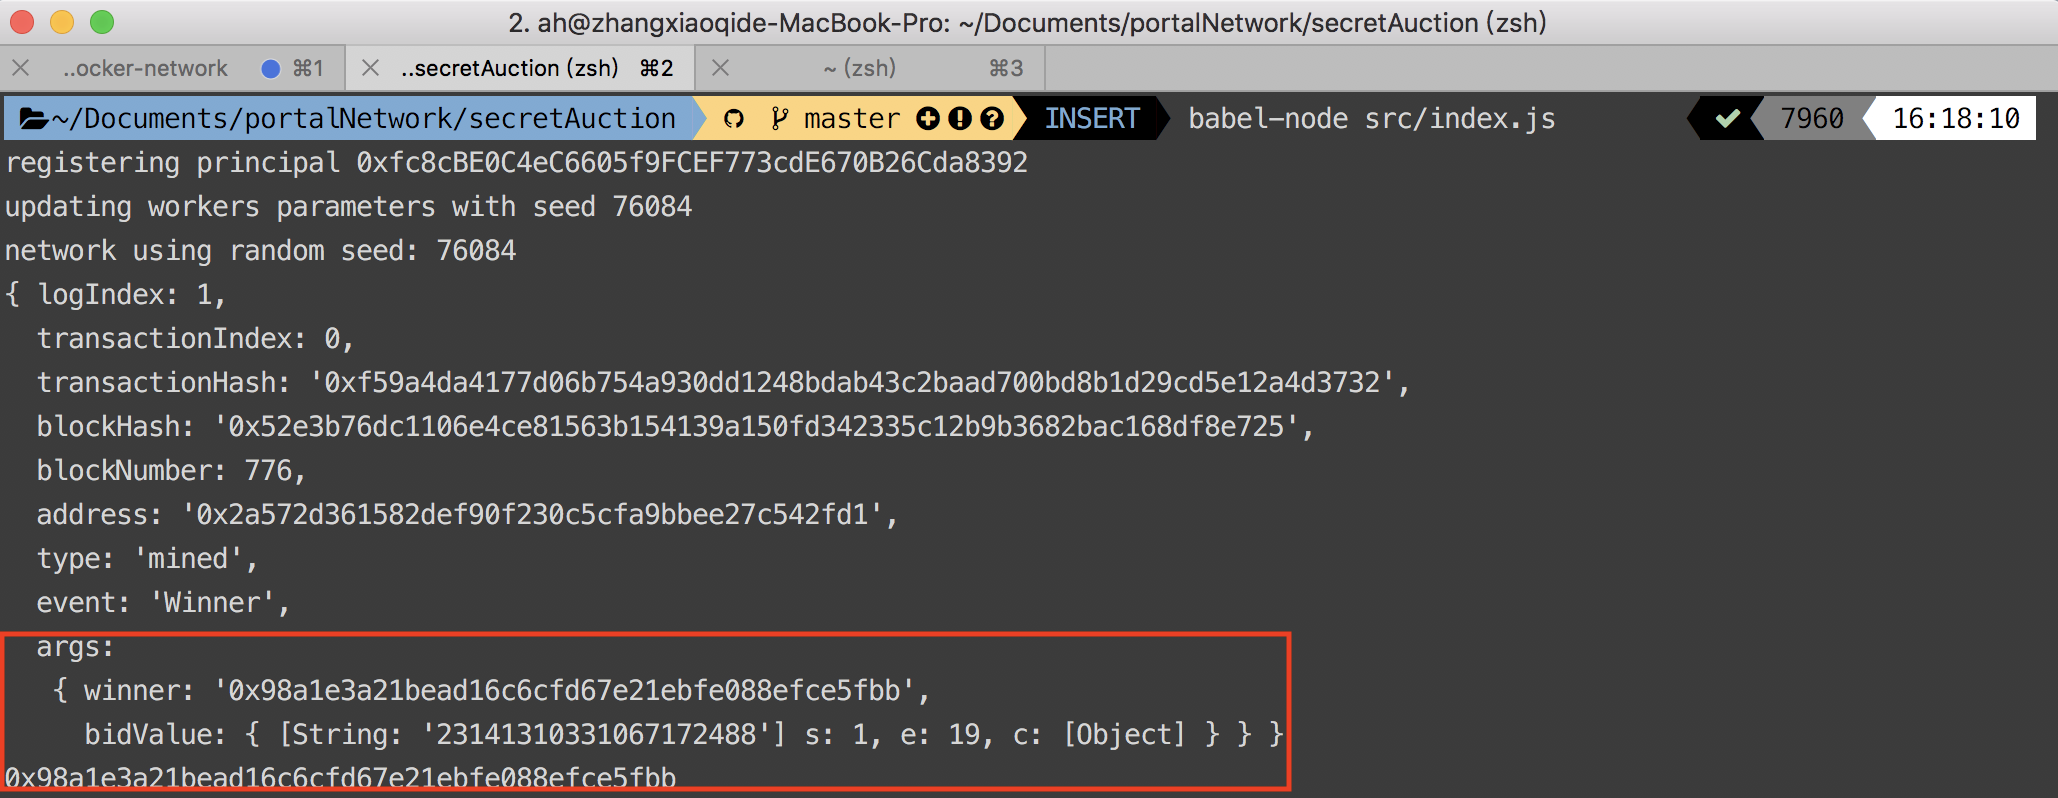 2. ah@zhangxiaoqide-MacBook-Pro: ~/Documents/portalNetwork/secretAuction (zsh)
..ocker-network ⌘1 ..secretAuction (zsh) ⌘2 ~ (zsh) ⌘3
~/Documents/portalNetwork/secretAuction master INSERT babel-node src/index.js 7960 16:18:10
registering principal 0xfc8cBE0C4eC6605f9FCEF773cdE670B26Cda8392
updating workers parameters with seed 76084
network using random seed: 76084
{ logIndex: 1,
transactionIndex: 0,
transactionHash: '0xf59a4da4177d06b754a930dd1248bdab43c2baad700bd8b1d29cd5e12a4d3732',
blockHash: '0x52e3b76dc1106e4ce81563b154139a150fd342335c12b9b3682bac168df8e725',
blockNumber: 776,
address: '0x2a572d361582def90f230c5cfa9bbee27c542fd1',
type: 'mined',
event: 'Winner',
args:
{ winner: '0x98a1e3a21bead16c6cfd67e21ebfe088efce5fbb',
bidValue: { [String: '23141310331067172488'] s: 1, e: 19, c: [Object] } } }
0x98a1e3a21bead16c6cfd67e21ebfe088efce5fbb